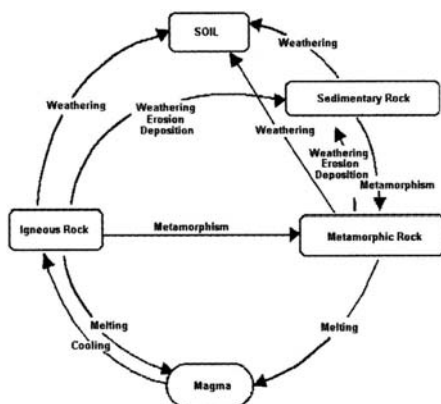 SOIL
Weathering
Sedimentary Rock
Weathering
Weathering
Erosion
Deposition
Weathering
Weathering
Erosion
Deposition
Metamorphism
Igneous Rock
Metamorphism
Metamorphic Rock
Melting
Cooling
Melting
Magma